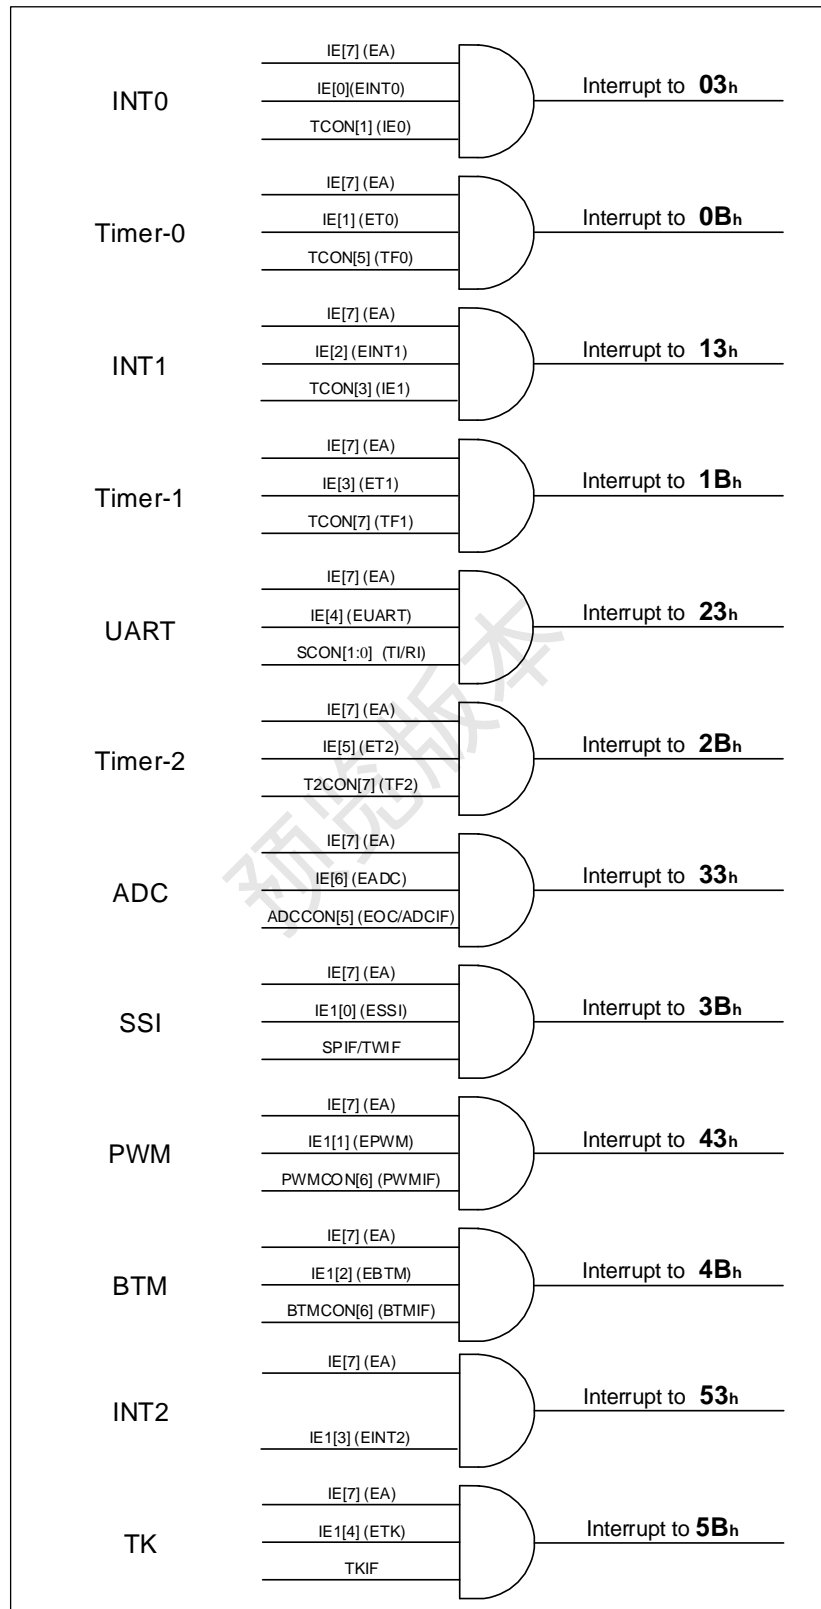 IE[7] (EA)
INT0
IE[0](EINT0)
TCON[1] (IE0)
Interrupt to 03h
IE[7] (EA)
Timer-0
IE[1] (ET0)
TCON[5] (TF0)
Interrupt to 0Bh
IE[7] (EA)
INT1
IE[2] (EINT1)
TCON[3] (IE1)
Interrupt to 13h
IE[7] (EA)
Timer-1
IE[3] (ET1)
TCON[7] (TF1)
Interrupt to 1Bh
IE[7] (EA)
UART
IE[4] (EUART)
SCON[1:0] (TI/RI)
Interrupt to 23h
IE[7] (EA)
Timer-2
IE[5] (ET2)
T2CON[7] (TF2)
Interrupt to 2Bh
IE[7] (EA)
ADC
IE[6] (EADC)
ADCCON[5] (EOC/ADCIF)
Interrupt to 33h
IE[7] (EA)
SSI
IE1[0] (ESSI)
SPIF/TWIF
Interrupt to 3Bh
IE[7] (EA)
PWM
IE1[1] (EPWM)
PWMCON[6] (PWMIF)
Interrupt to 43h
IE[7] (EA)
BTM
IE1[2] (EBTM)
BTMCON[6] (BTMIF)
Interrupt to 4Bh
IE[7] (EA)
INT2
IE1[3] (EINT2)
Interrupt to 53h
IE[7] (EA)
TK
IE1[4] (ETK)
TKIF
Interrupt to 5Bh
预览版本